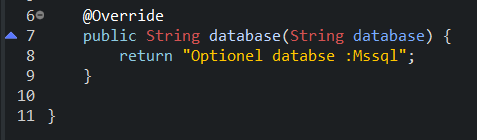 6 @Override
7 public String database(String database) {
8 return "Optionel databse :Mssql";
9 }
10
11 }